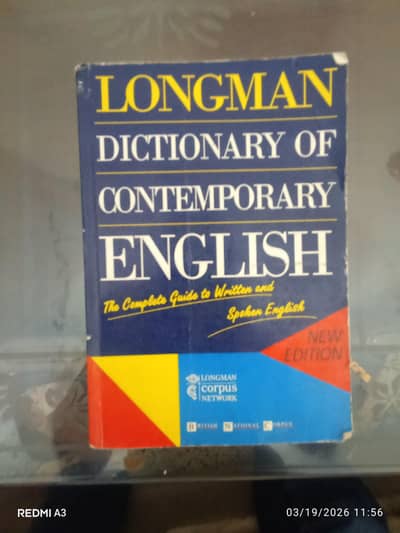 LONGMAN
DICTIONARY OF
CONTEMPORARY
ENGLISH
The Complete Guide to Written and
Spoken English
NEW
EDITION
LONGMAN
corpus
NETWORK
BRITISH NATIONAL CORPUS
REDMI A3
03/19/2026 11:56